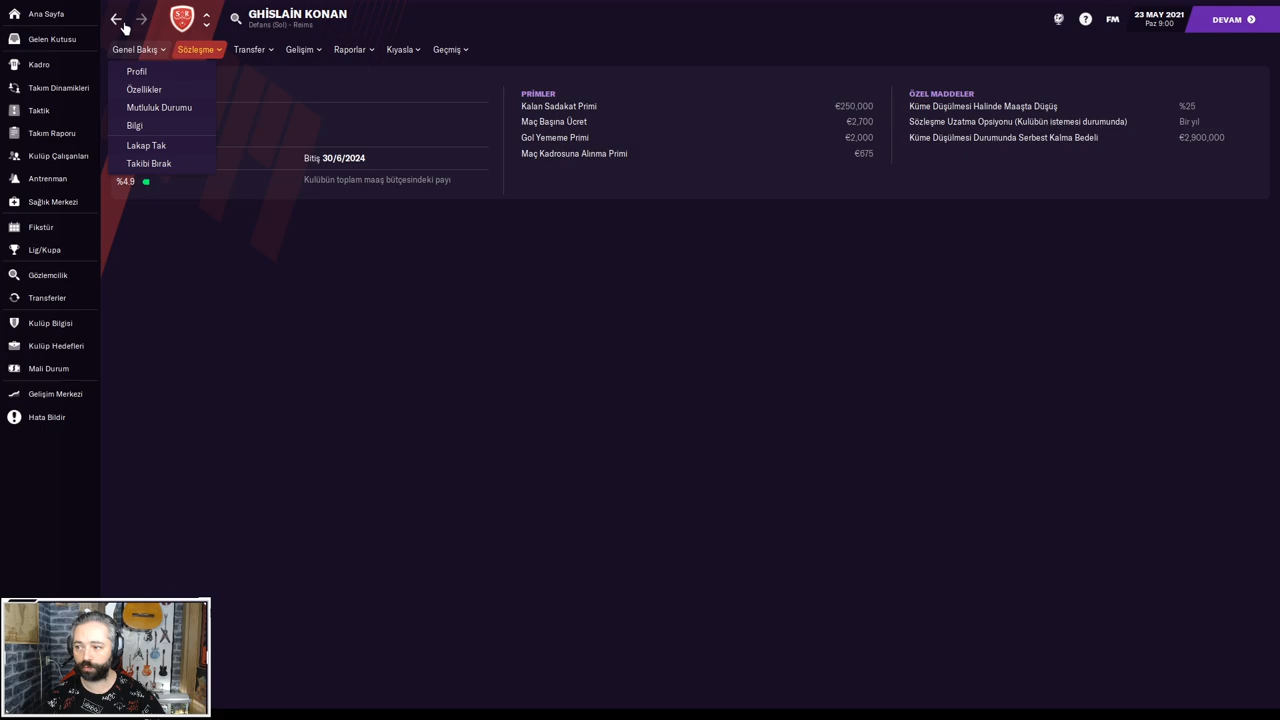 Ana Sayfa
Gelen Kutusu
Kadro
Takım Dinamikleri
Taktik
Takım Raporu
Kulüp Çalışanları
Antrenman
Sağlık Merkezi
Fikstür
Lig/Kupa
Gözlemcilik
Transferler
Kulüp Bilgisi
Kulüp Hedefleri
Mali Durum
Gelişim Merkezi
Hata Bildir
GHİSLAİN KONAN
Defans (Sol) - Reims
FM
23 MAY 2021
Paz 9:00
DEVAM
Genel Bakış
Sözleşme
Transfer
Gelişim
Raporlar
Kıyasla
Geçmiş
Profil
Özellikler
Mutluluk Durumu
Bilgi
Lakap Tak
Takibi Bırak
Bitiş 30/6/2024
%4.9
Kulübün toplam maaş bütçesindeki payı
PRİMLER
Kalan Sadakat Primi €250,000
Maç Başına Ücret €2,700
Gol Yememe Primi €2,000
Maç Kadrosuna Alınma Primi €675
ÖZEL MADDELER
Küme Düşülmesi Halinde Maaşta Düşüş %25
Sözleşme Uzatma Opsiyonu (Kulübün istemesi durumunda) Bir yıl
Küme Düşülmesi Durumunda Serbest Kalma Bedeli €2,900,000